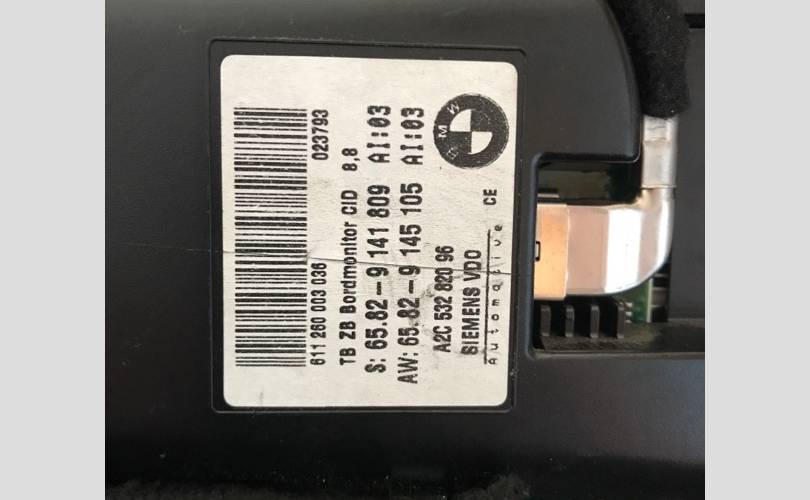 611 260 003 036 023793
TB ZB Bordmonitor CID 8,8
S: 65.82-9 141 809 AI:03
AW: 65.82-9 145 105 AI:03
A2C 532 820 96
SIEMENS VDO
Automotive CE
BMW